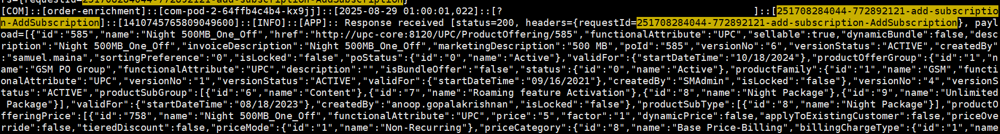 rs={requestId=251708284044-772892121-add-subscription-AddSubscription}
[COM]::[order-enrichment]::[com-pod-2-64ffb4c4b4-kx9jj]::[2025-08-29 01:00:01,022]::[?                                           ]::[251708284044-772892121-add-subscriptio
n-AddSubscription]::[1410745765809049600]::[INFO]::[APP]:: Response received [status=200, headers={requestId=251708284044-772892121-add-subscription-AddSubscription}, payl
oad=[{"id":"585","name":"Night 500MB_One_Off","href":"http://upc-core:8120/UPC/ProductOffering/585","functionalAttribute":"UPC","sellable":true,"dynamicBundle":false,"desc
ription":"Night 500MB_One_Off","invoiceDescription":"Night 500MB_One_Off","marketingDescription":"500 MB","poId":"585","versionNo":"6","versionStatus":"ACTIVE","createdBy"
:"samuel.maina","sortingPreference":"0","isLocked":"false","poStatus":{"id":"0","name":"Active"},"validFor":{"startDateTime":"10/18/2024"},"productOfferGroup":{"id":"1","n
ame":"GSM PO Group","functionalAttribute":"UPC","description":"","isBundleOffer":"false","status":{"id":"0","name":"Active"},"productFamily":{"id":"1","name":"GSM","functi
onalAttribute":"UPC","versionNo":"1","versionStatus":"ACTIVE","validFor":{"startDateTime":"09/16/2021"},"createdBy":"SMAdmin","isLocked":"false"},"versionNo":"4","versionS
tatus":"ACTIVE","productSubGroup":[{"id":"6","name":"Content"},{"id":"7","name":"Roaming feature Activation"},{"id":"8","name":"Night Package"},{"id":"9","name":"Unlimited
 Package"}],"validFor":{"startDateTime":"08/18/2023"},"createdBy":"anoop.gopalakrishnan","isLocked":"false"},"productSubType":[{"id":"8","name":"Night Package"}],"productO
fferingPrice":[{"id":"758","name":"Night 500MB_One_Off","functionalAttribute":"UPC","price":"5","factor":"1","dynamicPrice":false,"applyToExistingCustomer":false,"priceOve
rride":false,"tieredDiscount":false,"priceMode":{"id":"1","name":"Non-Recurring"},"priceCategory":{"id":"8","name":"Base Price-Billing","billingChargeType":{"id":"1","name